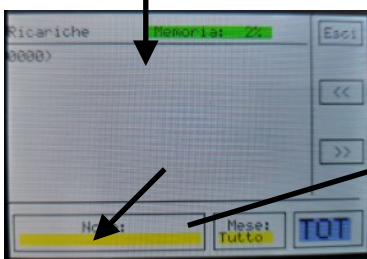 Ricariche Memoria: 2% Esci
0000)
<<
>>
Mese:
Tutto
TOT